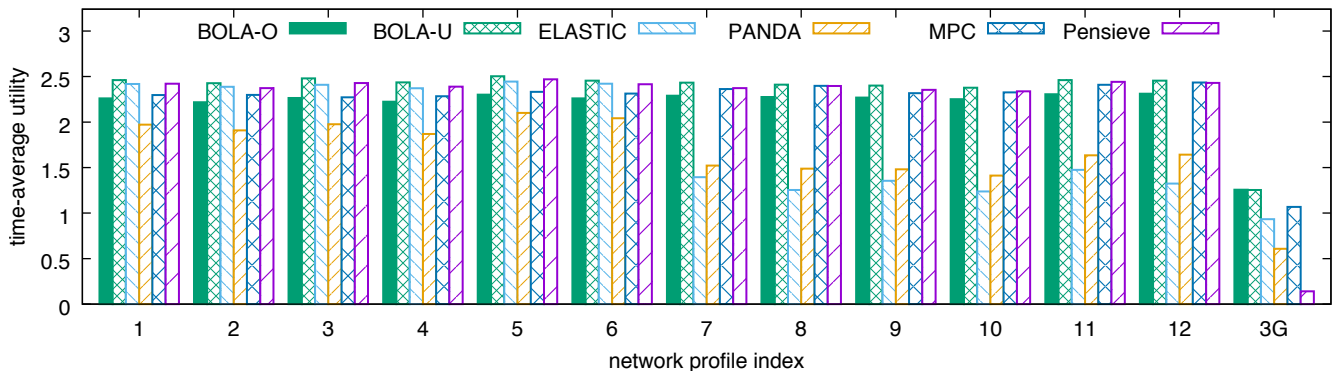 BOLA-O BOLA-U ELASTIC PANDA MPC Pensieve
3
2.5
2
1.5
1
0.5
0
time-average utility
1 2 3 4 5 6 7 8 9 10 11 12 3G
network profile index